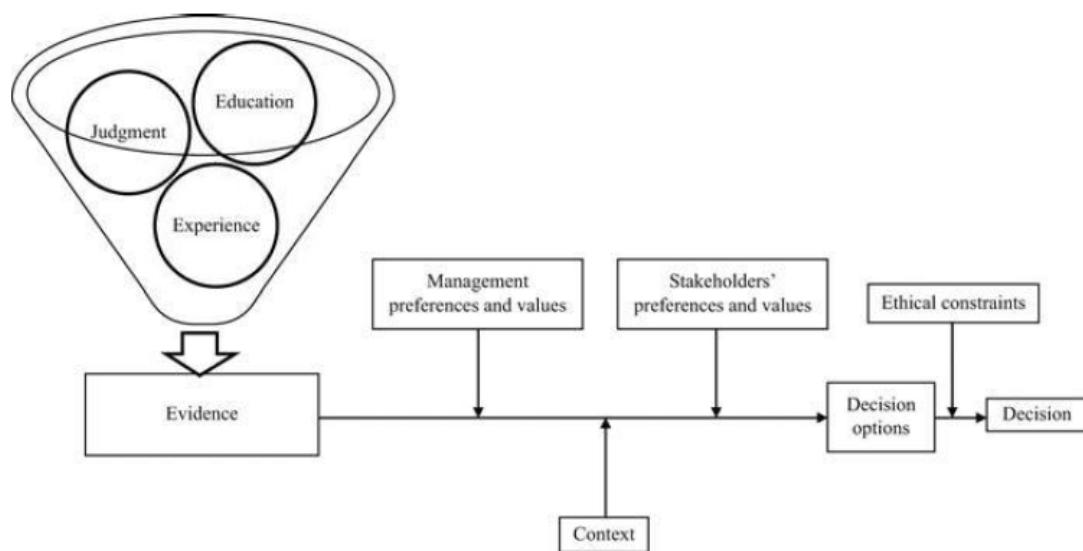 Education
Judgment
Experience
Management
preferences and values
Stakeholders’
preferences and values
Ethical constraints
Evidence
Decision
options
Decision
Context